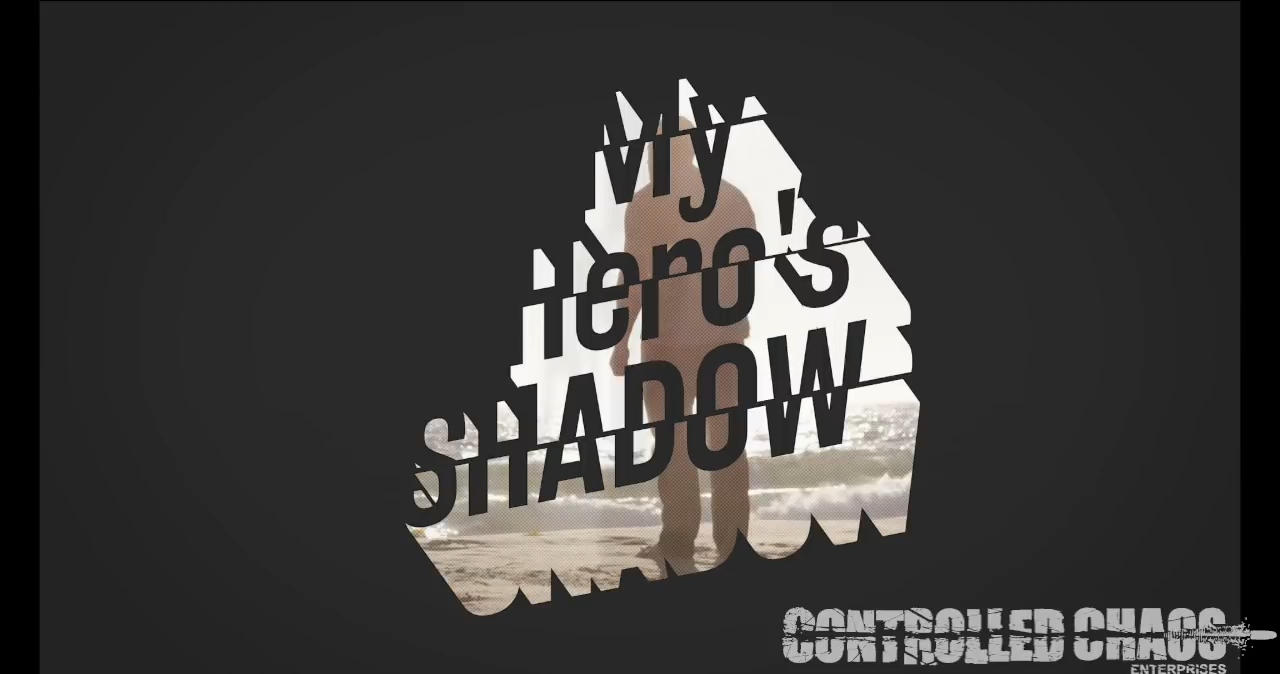 My
Hero's
SHADOW
CONTROLLED CHAOS
ENTERPRISES